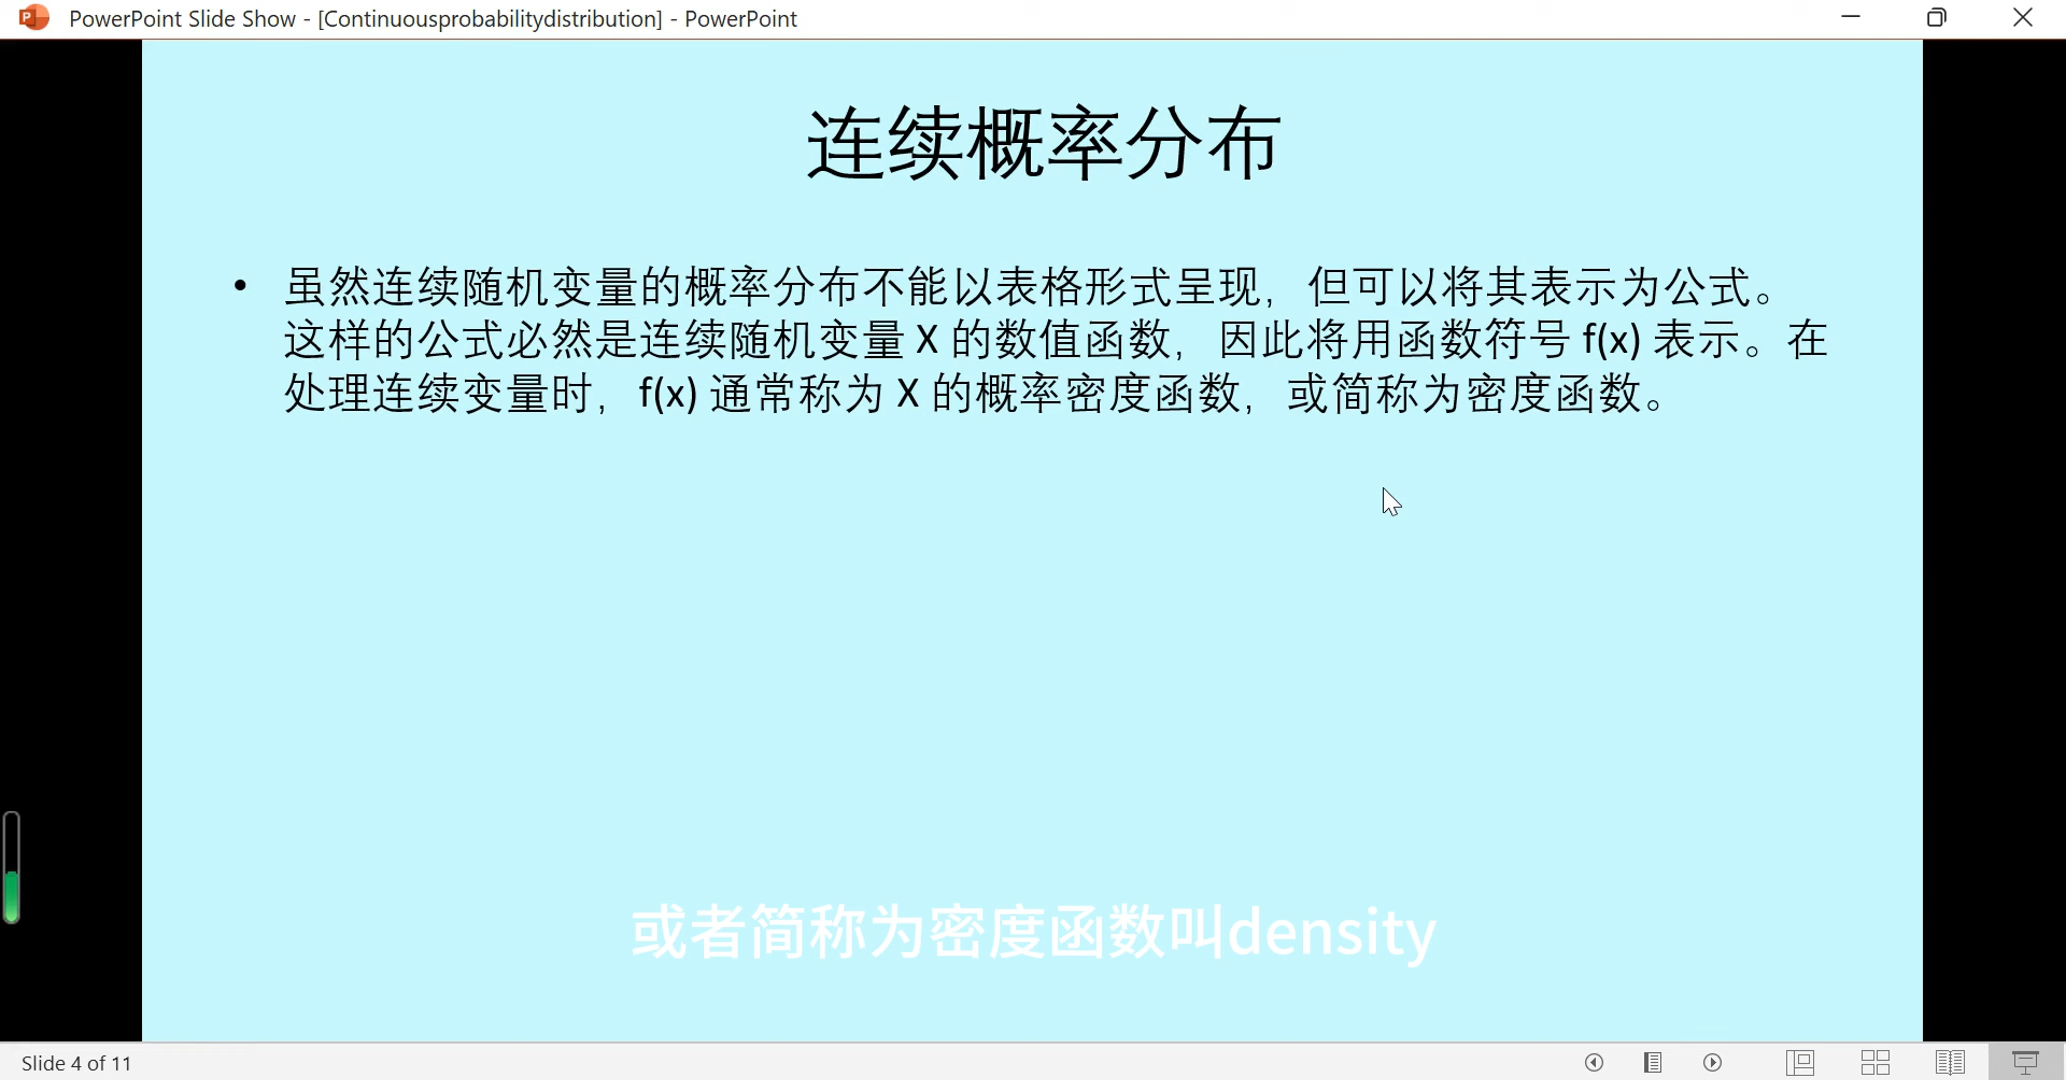 PowerPoint Slide Show - [Continuousprobabilitydistribution] - PowerPoint
连续概率分布
• 虽然连续随机变量的概率分布不能以表格形式呈现，但可以将其表示为公式。
这样的公式必然是连续随机变量 X 的数值函数，因此将用函数符号 f(x) 表示。在
处理连续变量时，f(x) 通常称为 X 的概率密度函数，或简称为密度函数。
或者简称为密度函数叫density
Slide 4 of 11